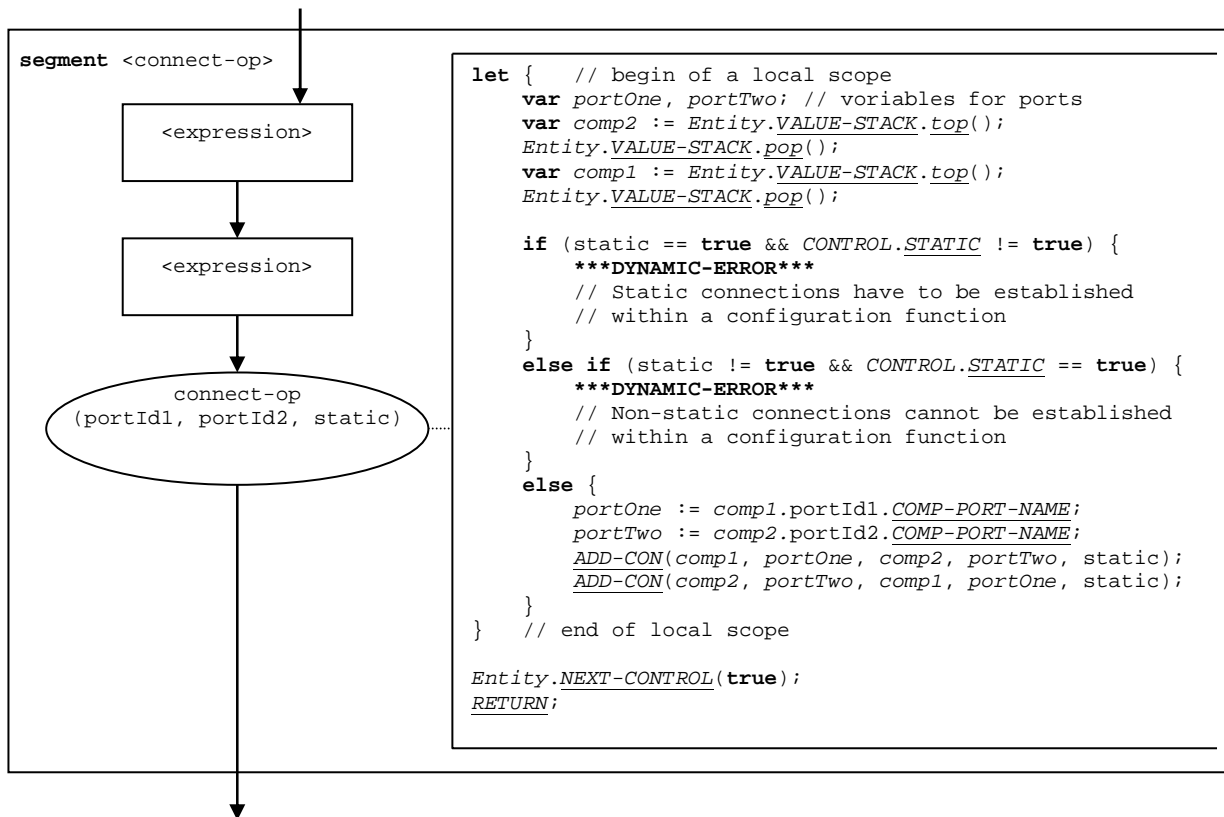 segment <connect-op>
<expression>
<expression>
connect-op
(portId1, portId2, static)
let {   // begin of a local scope
    var portOne, portTwo; // voriables for ports
    var comp2 := Entity.VALUE-STACK.top();
    Entity.VALUE-STACK.pop();
    var comp1 := Entity.VALUE-STACK.top();
    Entity.VALUE-STACK.pop();
    if (static == true && CONTROL.STATIC != true) {
        ***DYNAMIC-ERROR***
        // Static connections have to be established
        // within a configuration function
    }
    else if (static != true && CONTROL.STATIC == true) {
        ***DYNAMIC-ERROR***
        // Non-static connections cannot be established
        // within a configuration function
    }
    else {
        portOne := comp1.portId1.COMP-PORT-NAME;
        portTwo := comp2.portId2.COMP-PORT-NAME;
        ADD-CON(comp1, portOne, comp2, portTwo, static);
        ADD-CON(comp2, portTwo, comp1, portOne, static);
    }
}   // end of local scope
Entity.NEXT-CONTROL(true);
RETURN;